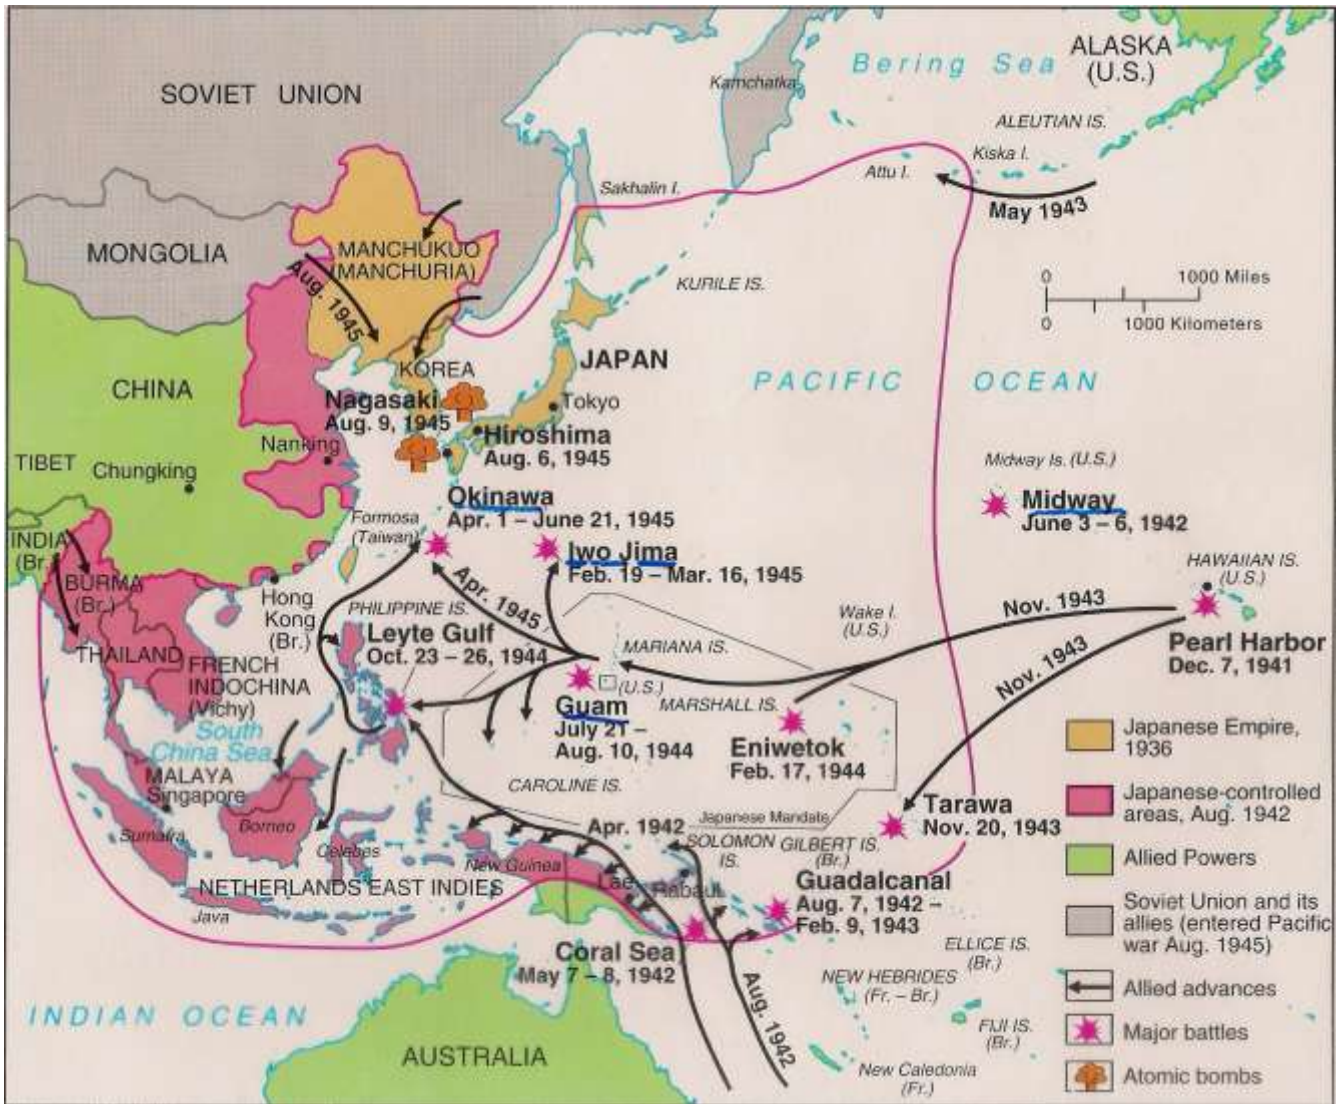 Bering Sea
ALASKA
(U.S.)
SOVIET UNION
Kamchatka
ALEUTIAN IS.
Kiska I.
Attu I.
Sakhalin I.
May 1943
MONGOLIA
MANCHUKUO
(MANCHURIA)
Aug. 1945
KURILE IS.
0 1000 Miles
0 1000 Kilometers
KOREA
JAPAN
CHINA
PACIFIC OCEAN
Nagasaki
Aug. 9, 1945
Tokyo
Hiroshima
Aug. 6, 1945
Nanking
TIBET
Chungking
Midway Is. (U.S.)
Midway
June 3 – 6, 1942
Okinawa
Apr. 1 – June 21, 1945
Formosa
(Taiwan)
Iwo Jima
Feb. 19 – Mar. 16, 1945
INDIA
(Br.)
BURMA
(Br.)
Hong
Kong
(Br.)
HAWAIIAN IS.
(U.S.)
Apr. 1945
PHILIPPINE IS.
Leyte Gulf
Oct. 23 – 26, 1944
Wake I.
(U.S.)
Nov. 1943
Nov. 1943
Pearl Harbor
Dec. 7, 1941
MARIANA IS.
(U.S.)
THAILAND
FRENCH
INDOCHINA
(Vichy)
Guam
July 21 –
Aug. 10, 1944
MARSHALL IS.
Eniwetok
Feb. 17, 1944
South
China Sea
MALAYA
Singapore
CAROLINE IS.
Japanese Mandate
Tarawa
Nov. 20, 1943
Sumatra
Borneo
Celebes
Apr. 1942
New Guinea
SOLOMON
IS.
GILBERT IS.
(Br.)
Lae
Rabaul
NETHERLANDS EAST INDIES
Java
Guadalcanal
Aug. 7, 1942 –
Feb. 9, 1943
Coral Sea
May 7 – 8, 1942
Aug. 1942
ELLICE IS.
(Br.)
NEW HEBRIDES
(Fr. – Br.)
FIJI IS.
(Br.)
New Caledonia
(Fr.)
INDIAN OCEAN
AUSTRALIA
Japanese Empire,
1936
Japanese-controlled
areas, Aug. 1942
Allied Powers
Soviet Union and its
allies (entered Pacific
war Aug. 1945)
Allied advances
Major battles
Atomic bombs